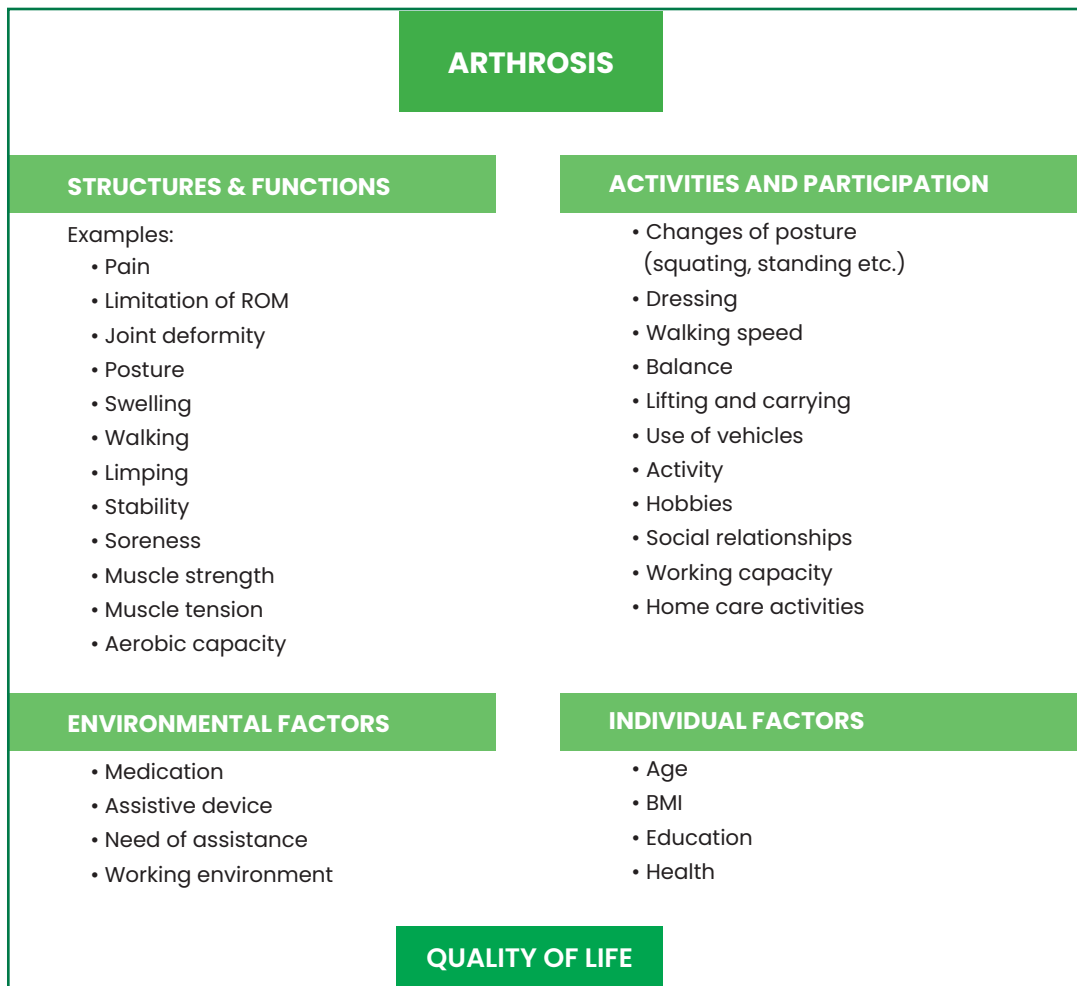 ARTHROSIS
STRUCTURES & FUNCTIONS
Examples:
• Pain
• Limitation of ROM
• Joint deformity
• Posture
• Swelling
• Walking
• Limping
• Stability
• Soreness
• Muscle strength
• Muscle tension
• Aerobic capacity
ACTIVITIES AND PARTICIPATION
• Changes of posture
(squating, standing etc.)
• Dressing
• Walking speed
• Balance
• Lifting and carrying
• Use of vehicles
• Activity
• Hobbies
• Social relationships
• Working capacity
• Home care activities
ENVIRONMENTAL FACTORS
• Medication
• Assistive device
• Need of assistance
• Working environment
INDIVIDUAL FACTORS
• Age
• BMI
• Education
• Health
QUALITY OF LIFE